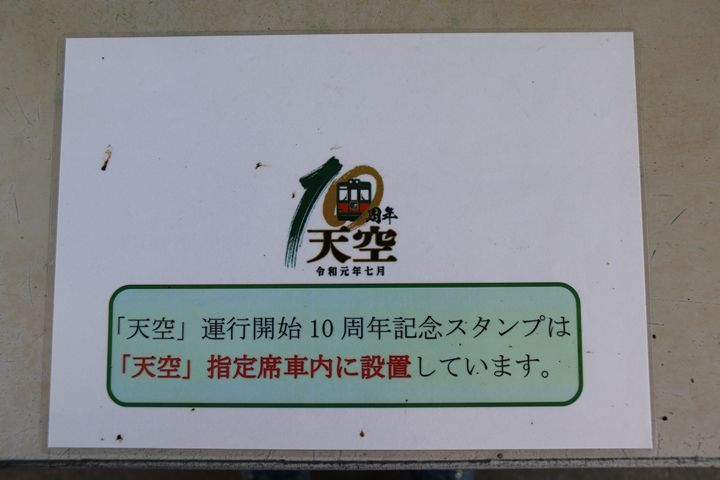 10周年
天空
令和元年七月
「天空」運行開始10周年記念スタンプは
「天空」指定席車内に設置しています。